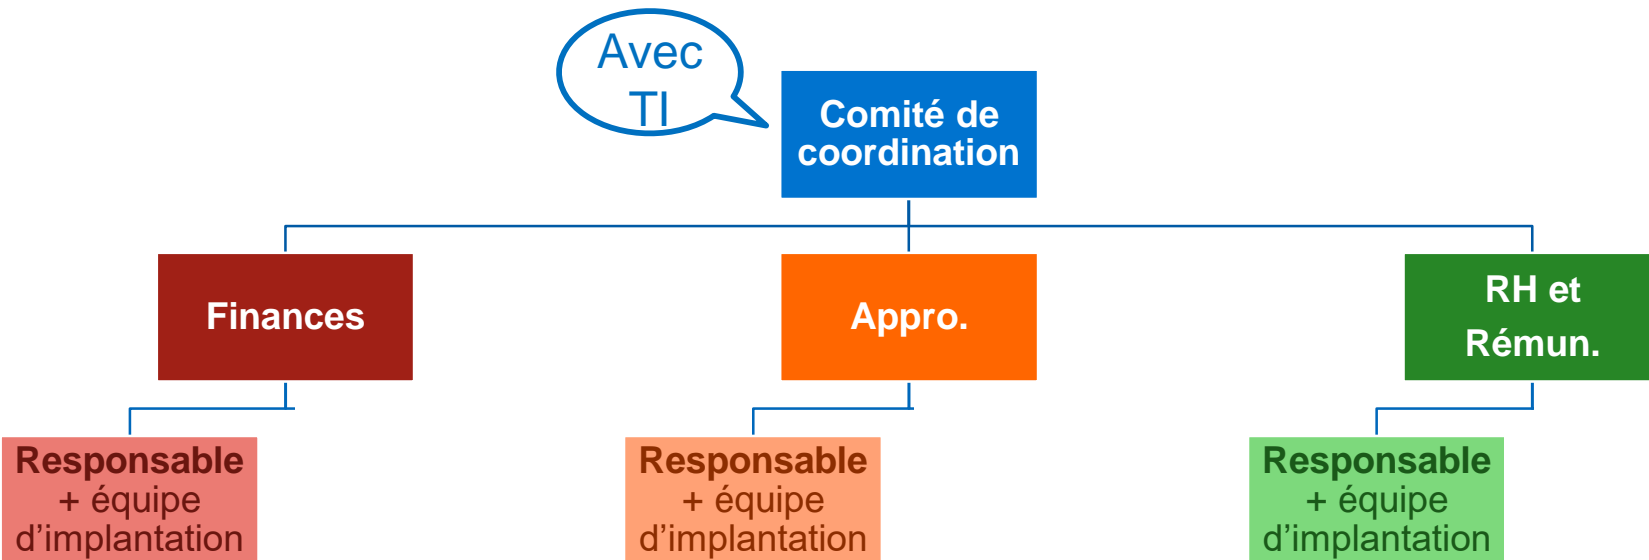 Avec
TI
Comité de
coordination
Finances
Appro.
RH et
Rémun.
Responsable
+ équipe
d’implantation
Responsable
+ équipe
d’implantation
Responsable
+ équipe
d’implantation